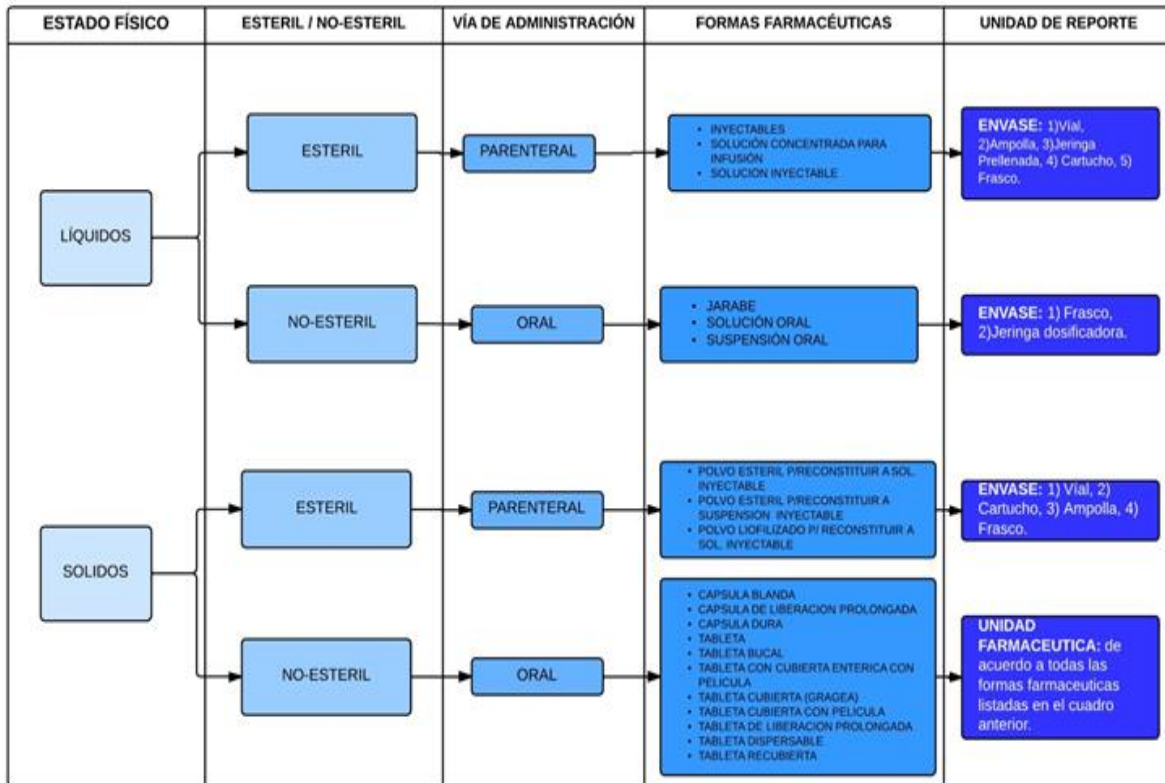 ESTADO FÍSICO
ESTERIL / NO-ESTERIL
VÍA DE ADMINISTRACIÓN
FORMAS FARMACÉUTICAS
UNIDAD DE REPORTE
LÍQUIDOS
ESTERIL
PARENTERAL
• INYECTABLES
• SOLUCIÓN CONCENTRADA PARA
INFUSIÓN
• SOLUCION INYECTABLE
ENVASE: 1)Víal,
2)Ampolla, 3)Jeringa
Prellenada, 4) Cartucho, 5)
Frasco.
NO-ESTERIL
ORAL
• JARABE
• SOLUCIÓN ORAL
• SUSPENSIÓN ORAL
ENVASE: 1) Frasco,
2)Jeringa dosificadora.
SOLIDOS
ESTERIL
PARENTERAL
• POLVO ESTERIL P/RECONSTITUIR A SOL.
INYECTABLE
• POLVO ESTERIL P/RECONSTITUIR A
SUSPENSIÓN INYECTABLE
• POLVO LIOFILIZADO P/ RECONSTITUIR A
SOL. INYECTABLE
ENVASE: 1) Víal, 2)
Cartucho, 3) Ampolla, 4)
Frasco.
NO-ESTERIL
ORAL
• CAPSULA BLANDA
• CAPSULA DE LIBERACION PROLONGADA
• CAPSULA DURA
• TABLETA
• TABLETA BUCAL
• TABLETA CON CUBIERTA ENTERICA CON
PELICULA
• TABLETA CUBIERTA (GRAGEA)
• TABLETA CUBIERTA CON PELICULA
• TABLETA DE LIBERACION PROLONGADA
• TABLETA DISPERSABLE
• TABLETA RECUBIERTA
UNIDAD
FARMACEUTICA: de
acuerdo a todas las
formas farmaceuticas
listadas en el cuadro
anterior.